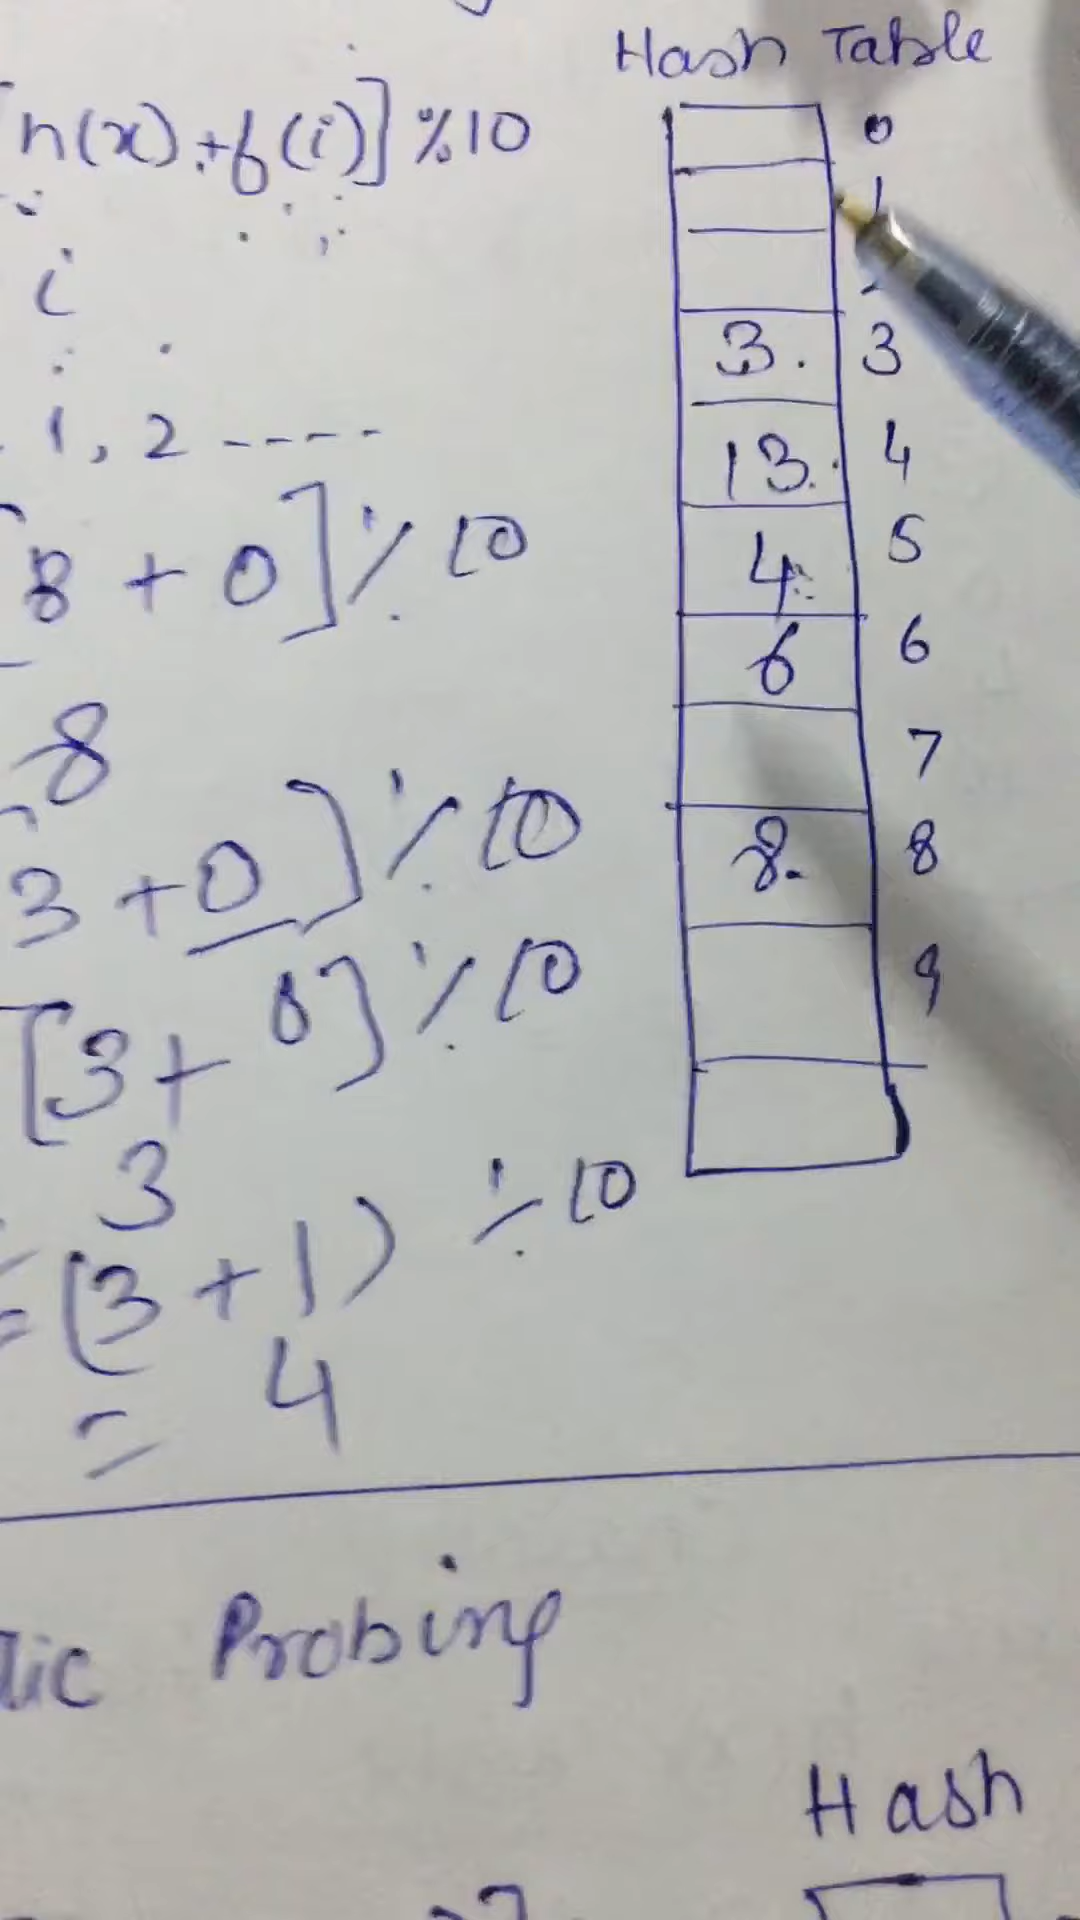 Hash Table
h(x) + f(i)] % 10
i
1, 2 ----
[8 + 0] % 10
8
3 + 0] % 10
[3 + 0] % 10
= 3
= (3 + 1) % 10
= 4
0
1
3 3
13 4
4 5
6 6
7
8 8
9
tic Probing
Hash